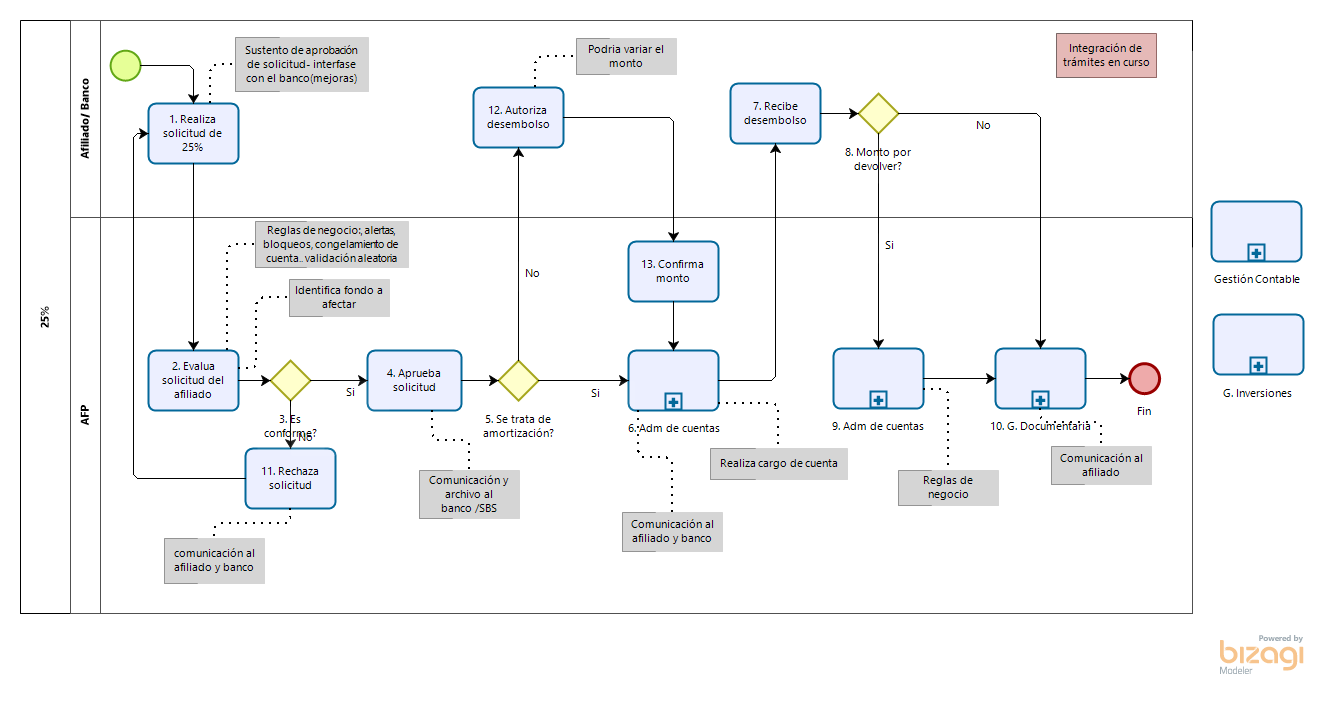 25%
Afiliado/ Banco
AFP
Sustento de aprobación
de solicitud- interfase
con el banco(mejoras)
1. Realiza
solicitud de
25%
Podria variar el
monto
12. Autoriza
desembolso
7. Recibe
desembolso
8. Monto por
devolver?
No
Integración de
trámites en curso
Reglas de negocio:, alertas,
bloqueos, congelamiento de
cuenta.. validación aleatoria
Identifica fondo a
afectar
No
13. Confirma
monto
Si
Gestión Contable
G. Inversiones
2. Evalua
solicitud del
afiliado
3. Es
conforme?
Si
No
4. Aprueba
solicitud
5. Se trata de
amortización?
Si
6. Adm de cuentas
9. Adm de cuentas
10. G. Documentaria
Fin
11. Rechaza
solicitud
Comunicación y
archivo al
banco /SBS
Realiza cargo de cuenta
Reglas de
negocio
Comunicación al
afiliado
comunicación al
afiliado y banco
Comunicación al
afiliado y banco
Powered by
bizagi
Modeler